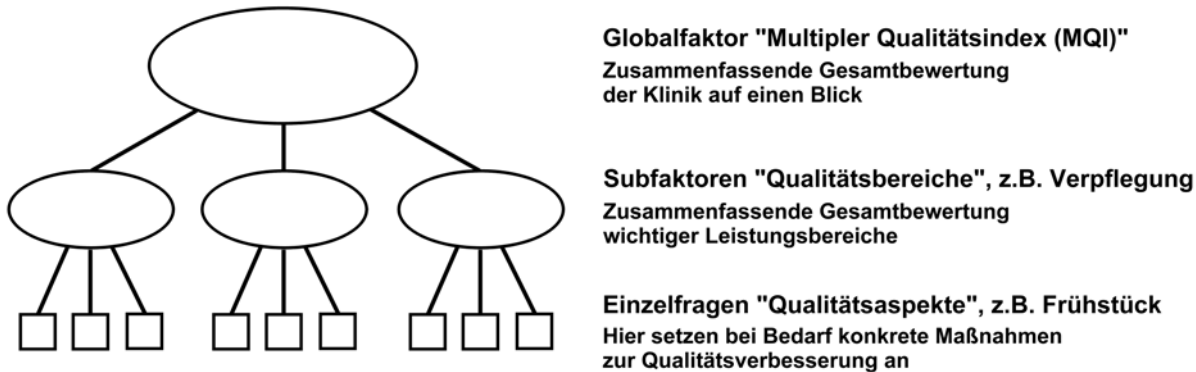 Globalfaktor "Multipler Qualitätsindex (MQI)"
Zusammenfassende Gesamtbewertung
der Klinik auf einen Blick
Subfaktoren "Qualitätsbereiche", z.B. Verpflegung
Zusammenfassende Gesamtbewertung
wichtiger Leistungsbereiche
Einzelfragen "Qualitätsaspekte", z.B. Frühstück
Hier setzen bei Bedarf konkrete Maßnahmen
zur Qualitätsverbesserung an